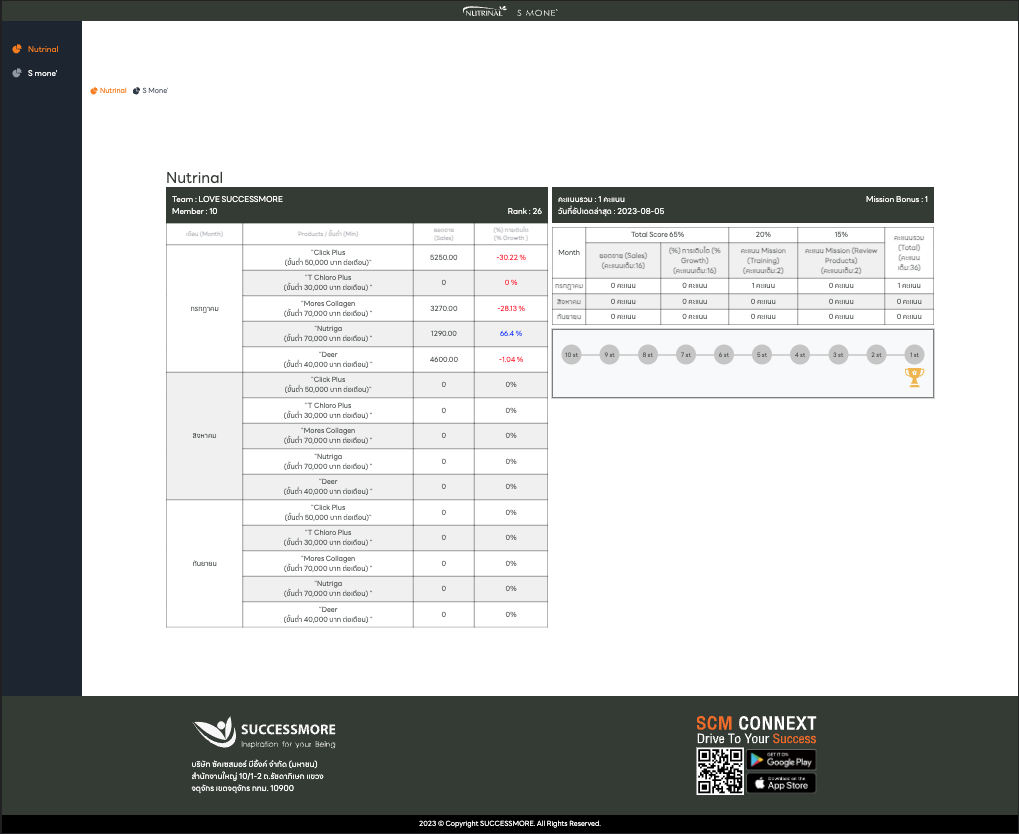 NUTRINAL S MONE'
Nutrinal
S mone'
Nutrinal S Mone'
Nutrinal
Team : LOVE SUCCESSMORE
Member : 10 Rank : 26
เดือน (Month) Products / ขั้นต่ำ (Min) ยอดขาย (Sales) (%) การเติบโต (% Growth )
กรกฎาคม
"Click Plus
(ขั้นต่ำ 50,000 บาท ต่อเดือน)" 5250.00 -30.22 %
"T Chloro Plus
(ขั้นต่ำ 30,000 บาท ต่อเดือน) " 0 0 %
"Mores Collagen
(ขั้นต่ำ 70,000 บาท ต่อเดือน) " 3270.00 -28.13 %
"Nutriga
(ขั้นต่ำ 70,000 บาท ต่อเดือน) " 1290.00 66.4 %
"Deer
(ขั้นต่ำ 40,000 บาท ต่อเดือน) " 4600.00 -1.04 %
สิงหาคม
"Click Plus
(ขั้นต่ำ 50,000 บาท ต่อเดือน) " 0 0%
"T Chloro Plus
(ขั้นต่ำ 30,000 บาท ต่อเดือน) " 0 0%
"Mores Collagen
(ขั้นต่ำ 70,000 บาท ต่อเดือน) " 0 0%
"Nutriga
(ขั้นต่ำ 70,000 บาท ต่อเดือน) " 0 0%
"Deer
(ขั้นต่ำ 40,000 บาท ต่อเดือน) " 0 0%
กันยายน
"Click Plus
(ขั้นต่ำ 50,000 บาท ต่อเดือน)" 0 0%
"T Chloro Plus
(ขั้นต่ำ 30,000 บาท ต่อเดือน) " 0 0%
"Mores Collagen
(ขั้นต่ำ 70,000 บาท ต่อเดือน) " 0 0%
"Nutriga
(ขั้นต่ำ 70,000 บาท ต่อเดือน) " 0 0%
"Deer
(ขั้นต่ำ 40,000 บาท ต่อเดือน) " 0 0%
คะแนนรวม : 1 คะแนน Mission Bonus : 1
วันที่อัปเดตล่าสุด : 2023-08-05
Month Total Score 65% 20% 15% คะแนนรวม (Total) (คะแนนเต็ม:36)
ยอดขาย (Sales) (คะแนนเต็ม:16) (%) การเติบโต (% Growth) (คะแนนเต็ม:16) คะแนน Mission (Training) (คะแนนเต็ม:2) คะแนน Mission (Review Products) (คะแนนเต็ม:2)
กรกฎาคม 0 คะแนน 0 คะแนน 1 คะแนน 0 คะแนน 1 คะแนน
สิงหาคม 0 คะแนน 0 คะแนน 0 คะแนน 0 คะแนน 0 คะแนน
กันยายน 0 คะแนน 0 คะแนน 0 คะแนน 0 คะแนน 0 คะแนน
10 st 9 st 8 st 7 st 6 st 5 st 4 st 3 st 2 st 1 st
SUCCESSMORE
Inspiration for your Being
บริษัท ซัคเซสมอร์ บีอิ้งค์ จำกัด (มหาชน)
สำนักงานใหญ่ 10/1-2 ถ.รัชดาภิเษก แขวง
จตุจักร เขตจตุจักร กทม. 10900
SCM CONNEXT
Drive To Your Success
GET IT ON
Google Play
Download on the
App Store
2023 © Copyright SUCCESSMORE. All Rights Reserved.